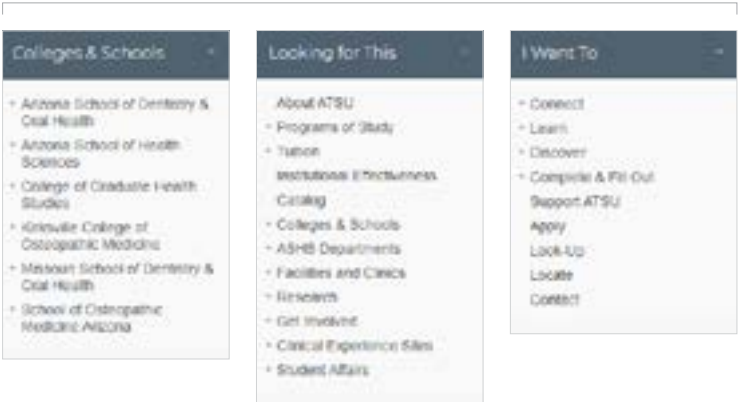 Colleges & Schools
Arizona School of Dentistry &
Oral Health
Arizona School of Health
Sciences
College of Graduate Health
Studies
Kirksville College of
Osteopathic Medicine
Missouri School of Dentistry &
Oral Health
School of Osteopathic
Medicine Arizona
Looking for This
About ATSU
Programs of Study
Tuition
Institutional Effectiveness
Catalog
Colleges & Schools
ASHS Departments
Facilities and Clinics
Research
Get Involved
Clinical Experience Sites
Student Affairs
I Want To
Connect
Learn
Discover
Complete & Fill Out
Support ATSU
Apply
Look-Up
Locate
Contact